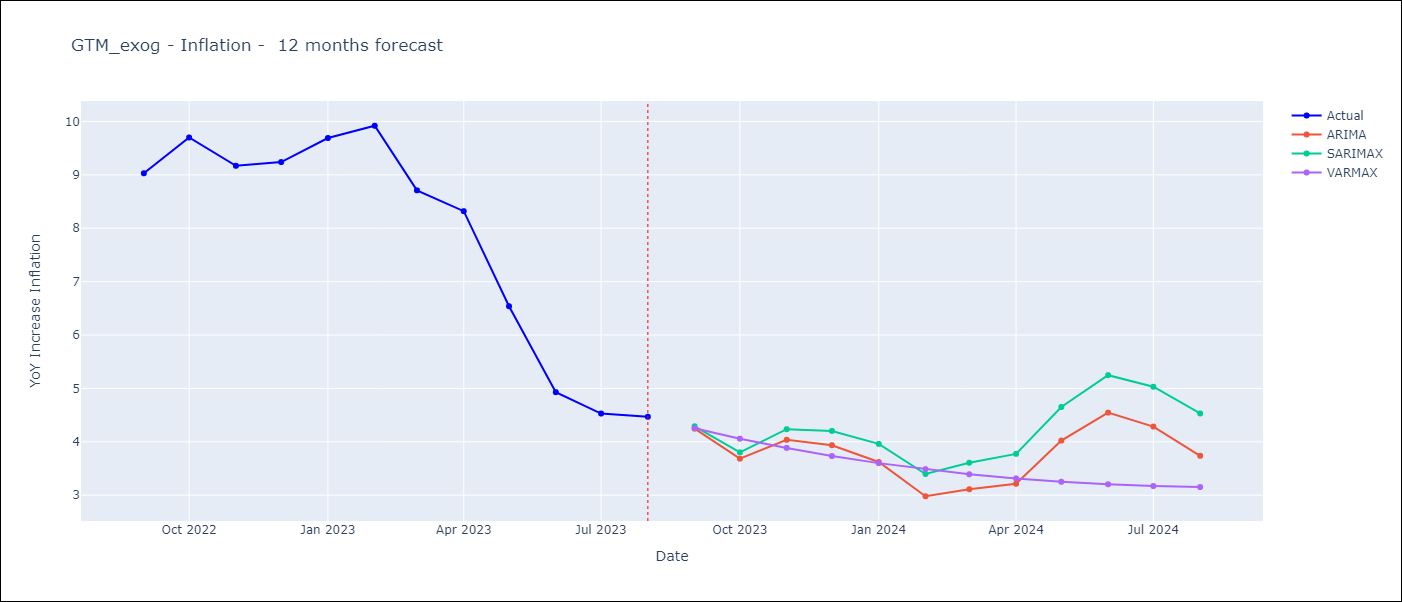 GTM_exog - Inflation -  12 months forecast
Actual
ARIMA
SARIMAX
VARMAX
10
9
8
7
6
5
4
3
YoY Increase Inflation
Oct 2022
Jan 2023
Apr 2023
Jul 2023
Oct 2023
Jan 2024
Apr 2024
Jul 2024
Date